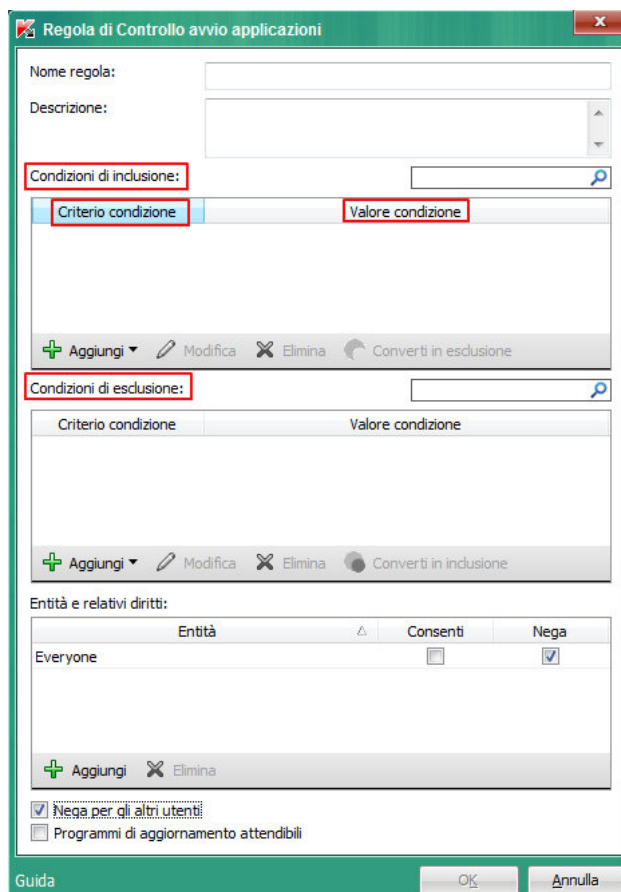 Regola di Controllo avvio applicazioni
Nome regola:
Descrizione:
Condizioni di inclusione:
Criterio condizione Valore condizione
Aggiungi Modifica Elimina Converti in esclusione
Condizioni di esclusione:
Criterio condizione Valore condizione
Aggiungi Modifica Elimina Converti in inclusione
Entità e relativi diritti:
Entità Consenti Nega
Everyone
Aggiungi Elimina
Nega per gli altri utenti
Programmi di aggiornamento attendibili
Guida OK Annulla